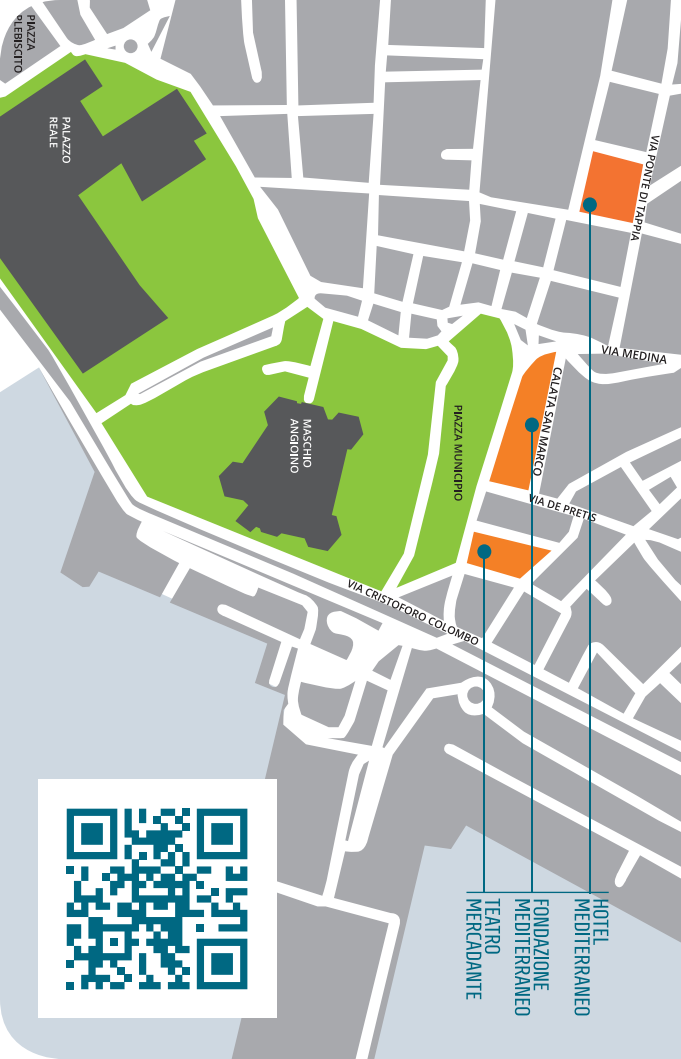 PIAZZA
PLEBISCITO
PALAZZO
REALE
VIA PONTE DI TAPPIA
VIA MEDINA
CALATA SAN MARCO
MASCHIO
ANGIOINO
PIAZZA MUNICIPIO
VIA DE PRETIS
VIA CRISTOFORO COLOMBO
HOTEL
MEDITERRANEO
FONDAZIONE
MEDITERRANEO
TEATRO
MERCADANTE